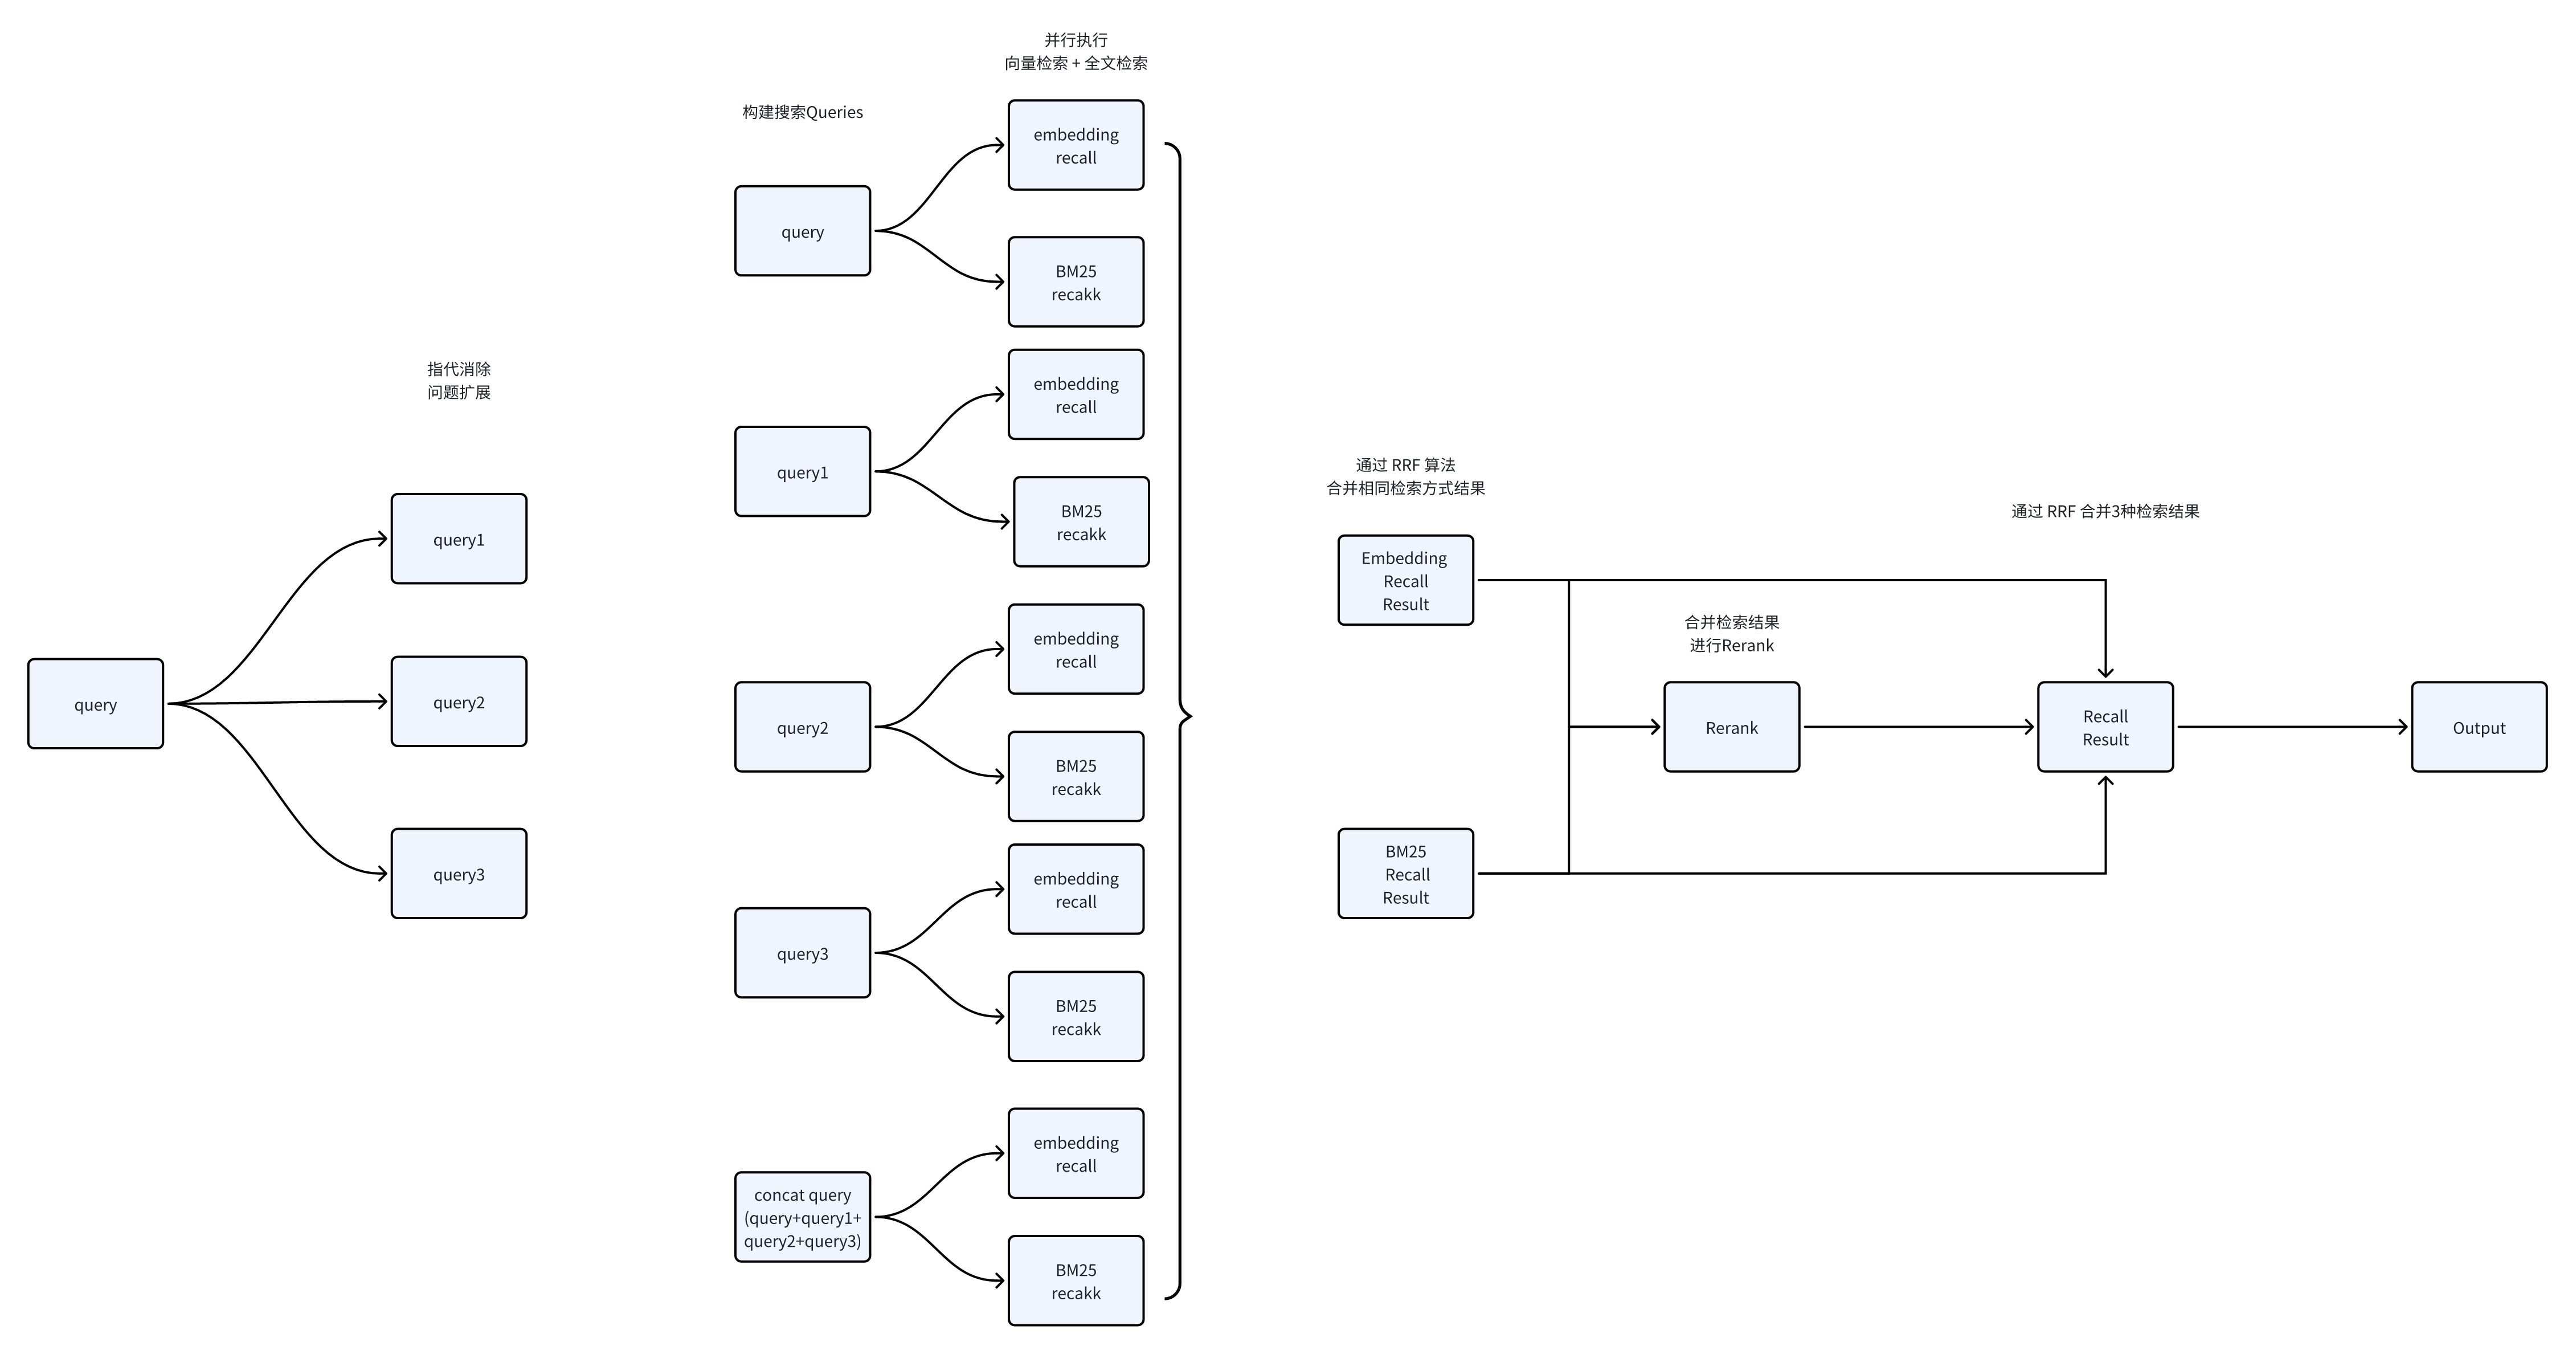 query
指代消除
问题扩展
query1
query2
query3
构建搜索Queries
并行执行
向量检索 + 全文检索
query
embedding
recall
BM25
recakk
query1
embedding
recall
BM25
recakk
query2
embedding
recall
BM25
recakk
query3
embedding
recall
BM25
recakk
concat query
(query+query1+
query2+query3)
embedding
recall
BM25
recakk
通过 RRF 算法
合并相同检索方式结果
Embedding
Recall
Result
BM25
Recall
Result
合并检索结果
进行Rerank
Rerank
通过 RRF 合并3种检索结果
Recall
Result
Output